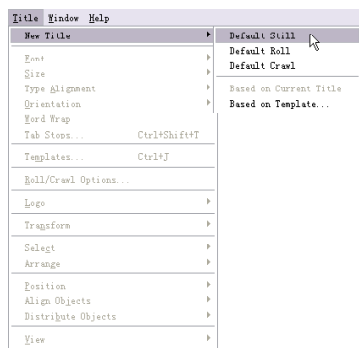 Title Window Help
New Title
Default Still
Default Roll
Default Crawl
Based on Current Title
Based on Template...
Font
Size
Type Alignment
Orientation
Word Wrap
Tab Stops... Ctrl+Shift+T
Templates... Ctrl+J
Roll/Crawl Options...
Logo
Transform
Select
Arrange
Position
Align Objects
Distribute Objects
View